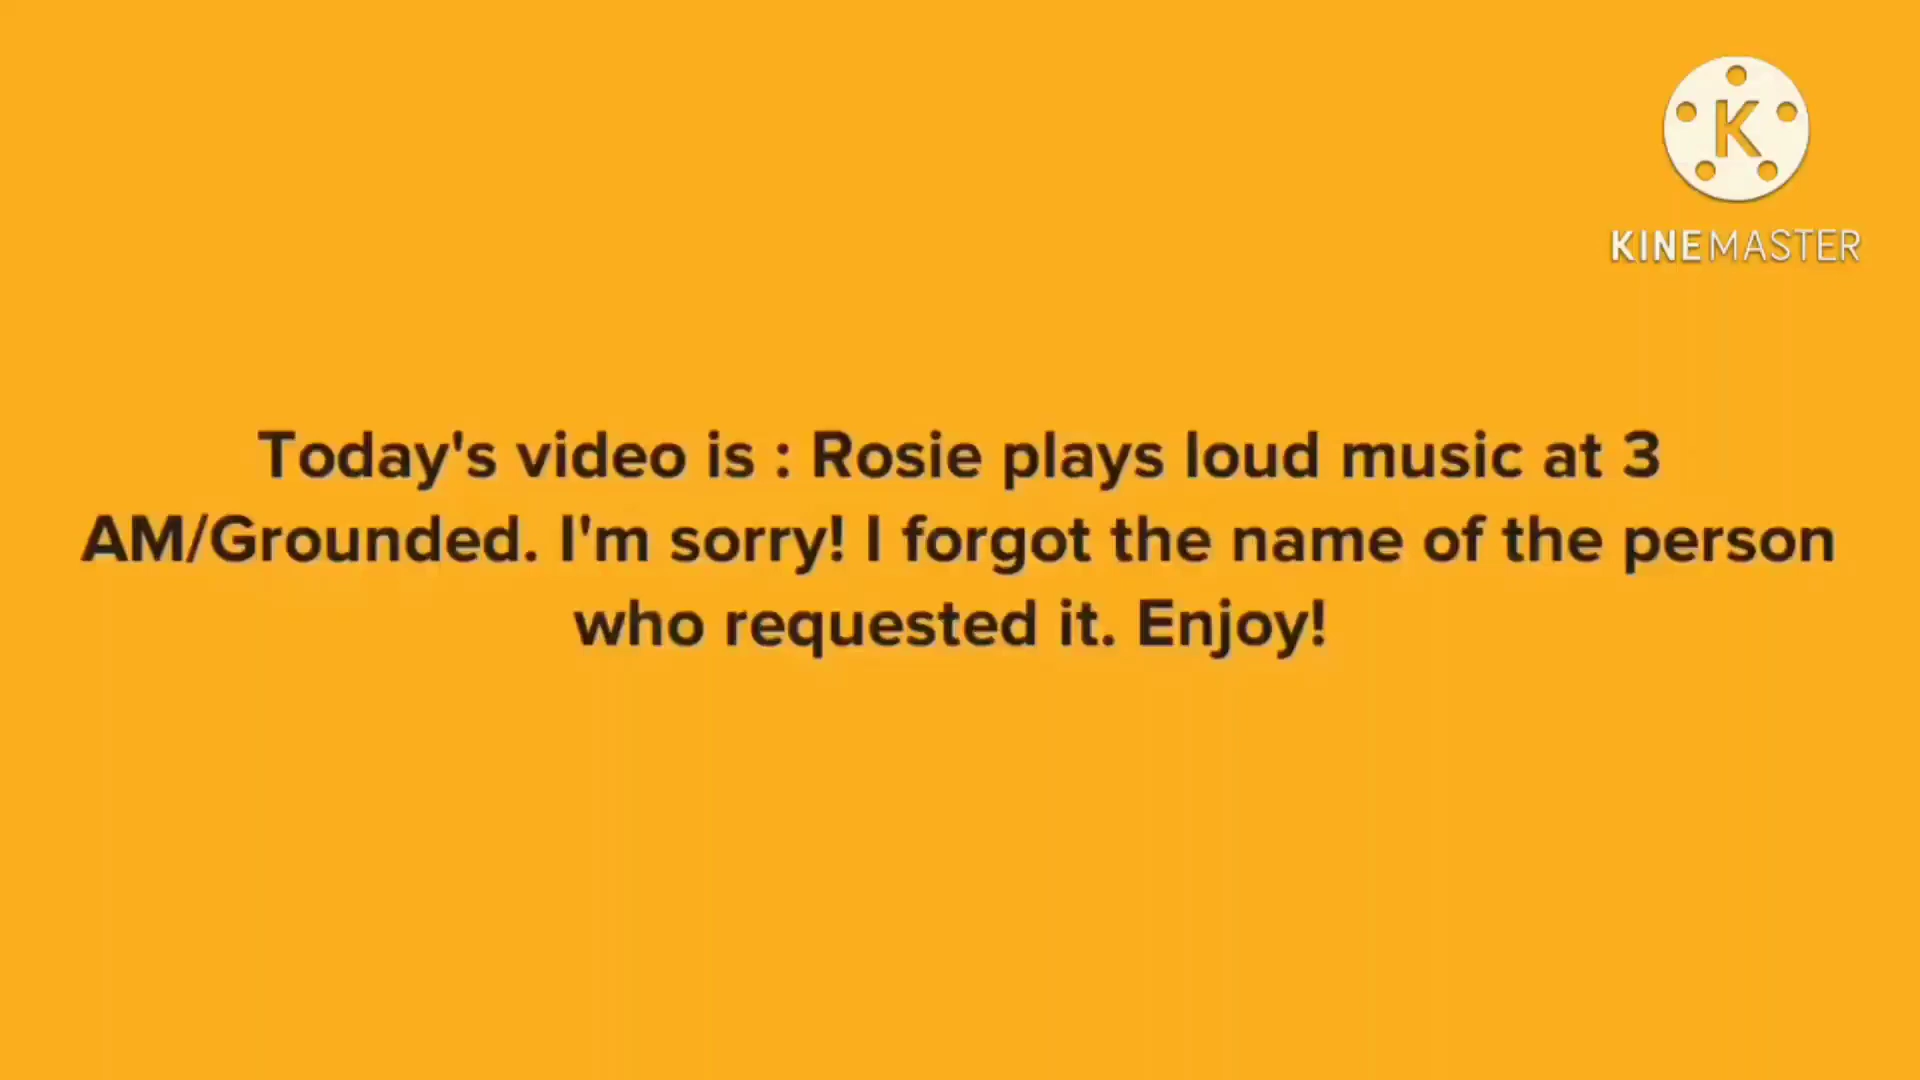 K
KINEMASTER
Today's video is : Rosie plays loud music at 3
AM/Grounded. I'm sorry! I forgot the name of the person
who requested it. Enjoy!